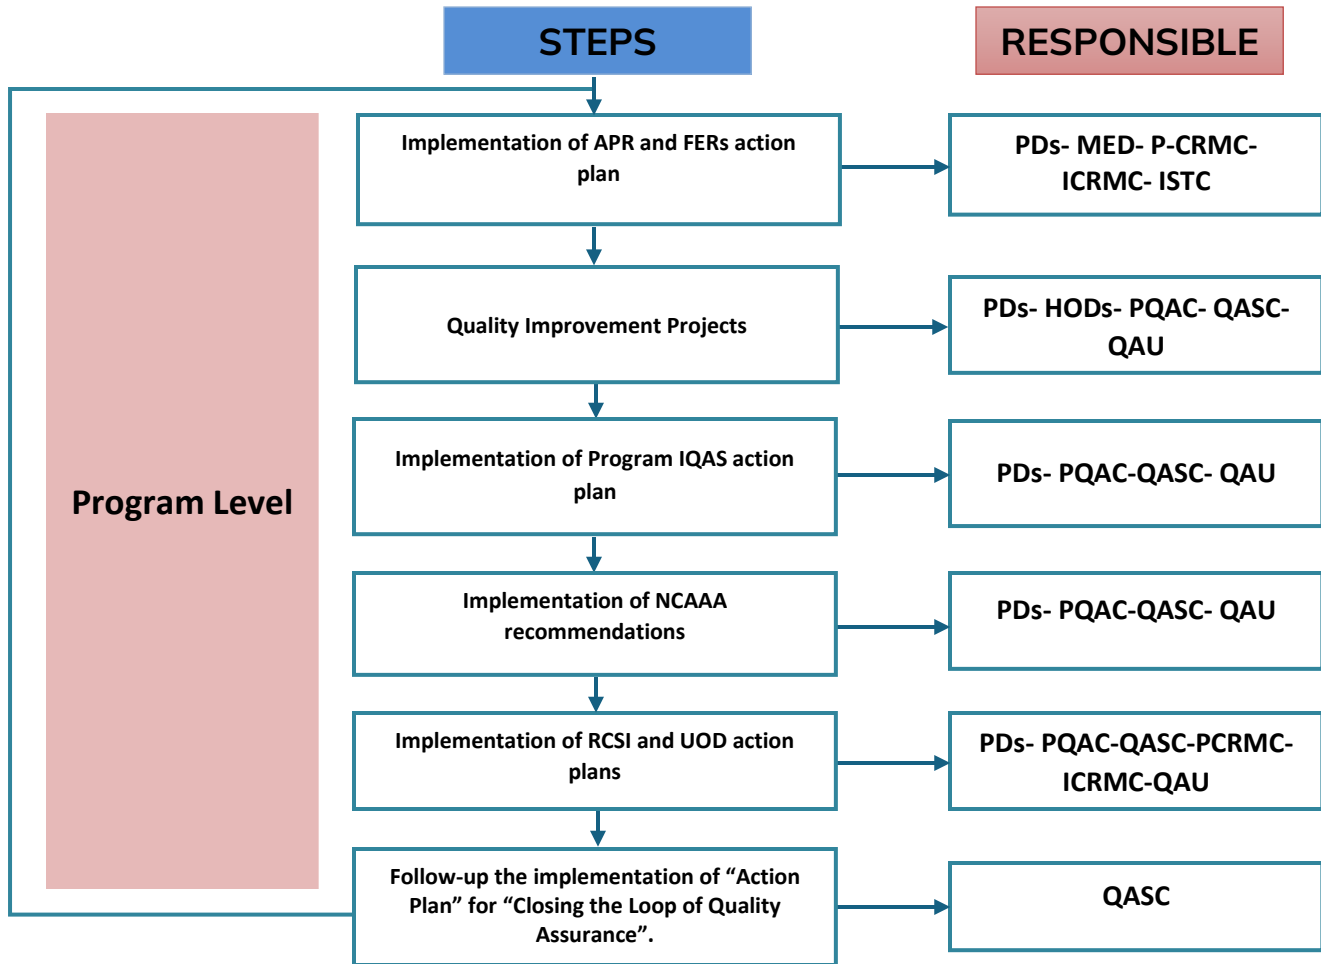 STEPS
RESPONSIBLE
Program Level
Implementation of APR and FERs action
plan
PDs- MED- P-CRMC-
ICRMC- ISTC
Quality Improvement Projects
PDs- HODs- PQAC- QASC-
QAU
Implementation of Program IQAS action
plan
PDs- PQAC-QASC- QAU
Implementation of NCAAA
recommendations
PDs- PQAC-QASC- QAU
Implementation of RCSI and UOD action
plans
PDs- PQAC-QASC-PCRMC-
ICRMC-QAU
Follow-up the implementation of “Action
Plan” for “Closing the Loop of Quality
Assurance”.
QASC